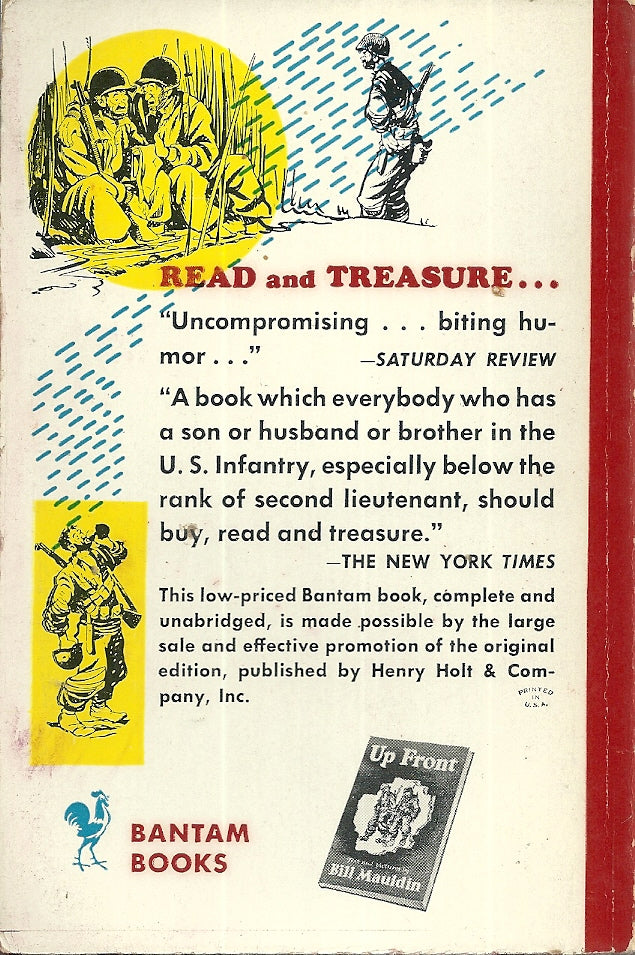 READ and TREASURE...
“Uncompromising . . . biting hu-
mor . . .” —SATURDAY REVIEW
“A book which everybody who has
a son or husband or brother in the
U. S. Infantry, especially below the
rank of second lieutenant, should
buy, read and treasure.”
—THE NEW YORK TIMES
This low-priced Bantam book, complete and
unabridged, is made possible by the large
sale and effective promotion of the original
edition, published by Henry Holt & Com-
pany, Inc.
PRINTED
IN
U.S.A.
Up Front
and pictures by
Bill Mauldin
BANTAM
BOOKS